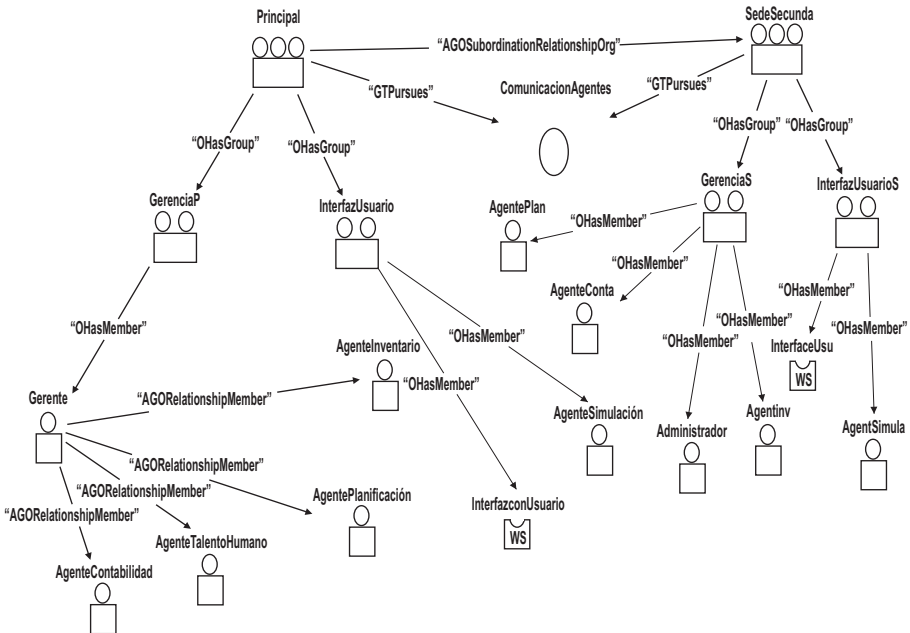 Principal
SedeSecunda
“AGOSubordinationRelationshipOrg”
“GTPursues”
ComunicacionAgentes
“GTPursues”
“OHasGroup”
“OHasGroup”
“OHasGroup”
“OHasGroup”
GerenciaP
InterfazUsuario
AgentePlan
GerenciaS
InterfazUsuarioS
“OHasMember”
“OHasMember”
AgenteConta
“OHasMember”
“OHasMember”
“OHasMember”
“OHasMember”
“OHasMember”
“OHasMember”
AgenteInventario
InterfaceUsu
WS
“OHasMember”
Gerente
“AGORelationshipMember”
AgenteSimulación
Administrador
Agentinv
AgentSimula
“AGORelationshipMember”
“AGORelationshipMember”
AgentePlanificación
InterfazconUsuario
“AGORelationshipMember”
WS
AgenteTalentoHumano
AgenteContabilidad